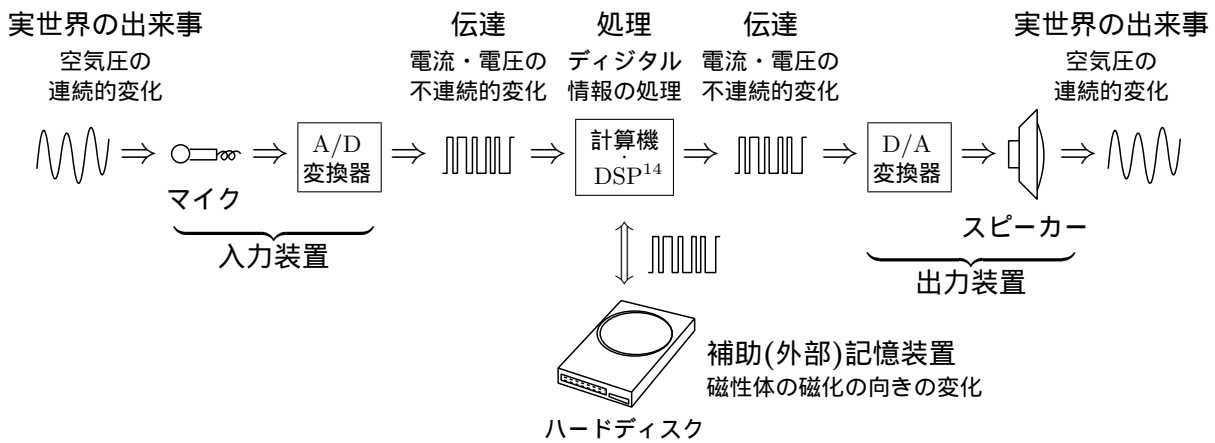 実世界の出来事
空気圧の
連続的変化
伝達
電流・電圧の
不連続的変化
処理
ディジタル
情報の処理
伝達
電流・電圧の
不連続的変化
実世界の出来事
空気圧の
連続的変化
マイク
A/D
変換器
入力装置
計算機
・
DSP14
D/A
変換器
スピーカー
出力装置
補助(外部)記憶装置
磁性体の磁化の向きの変化
ハードディスク